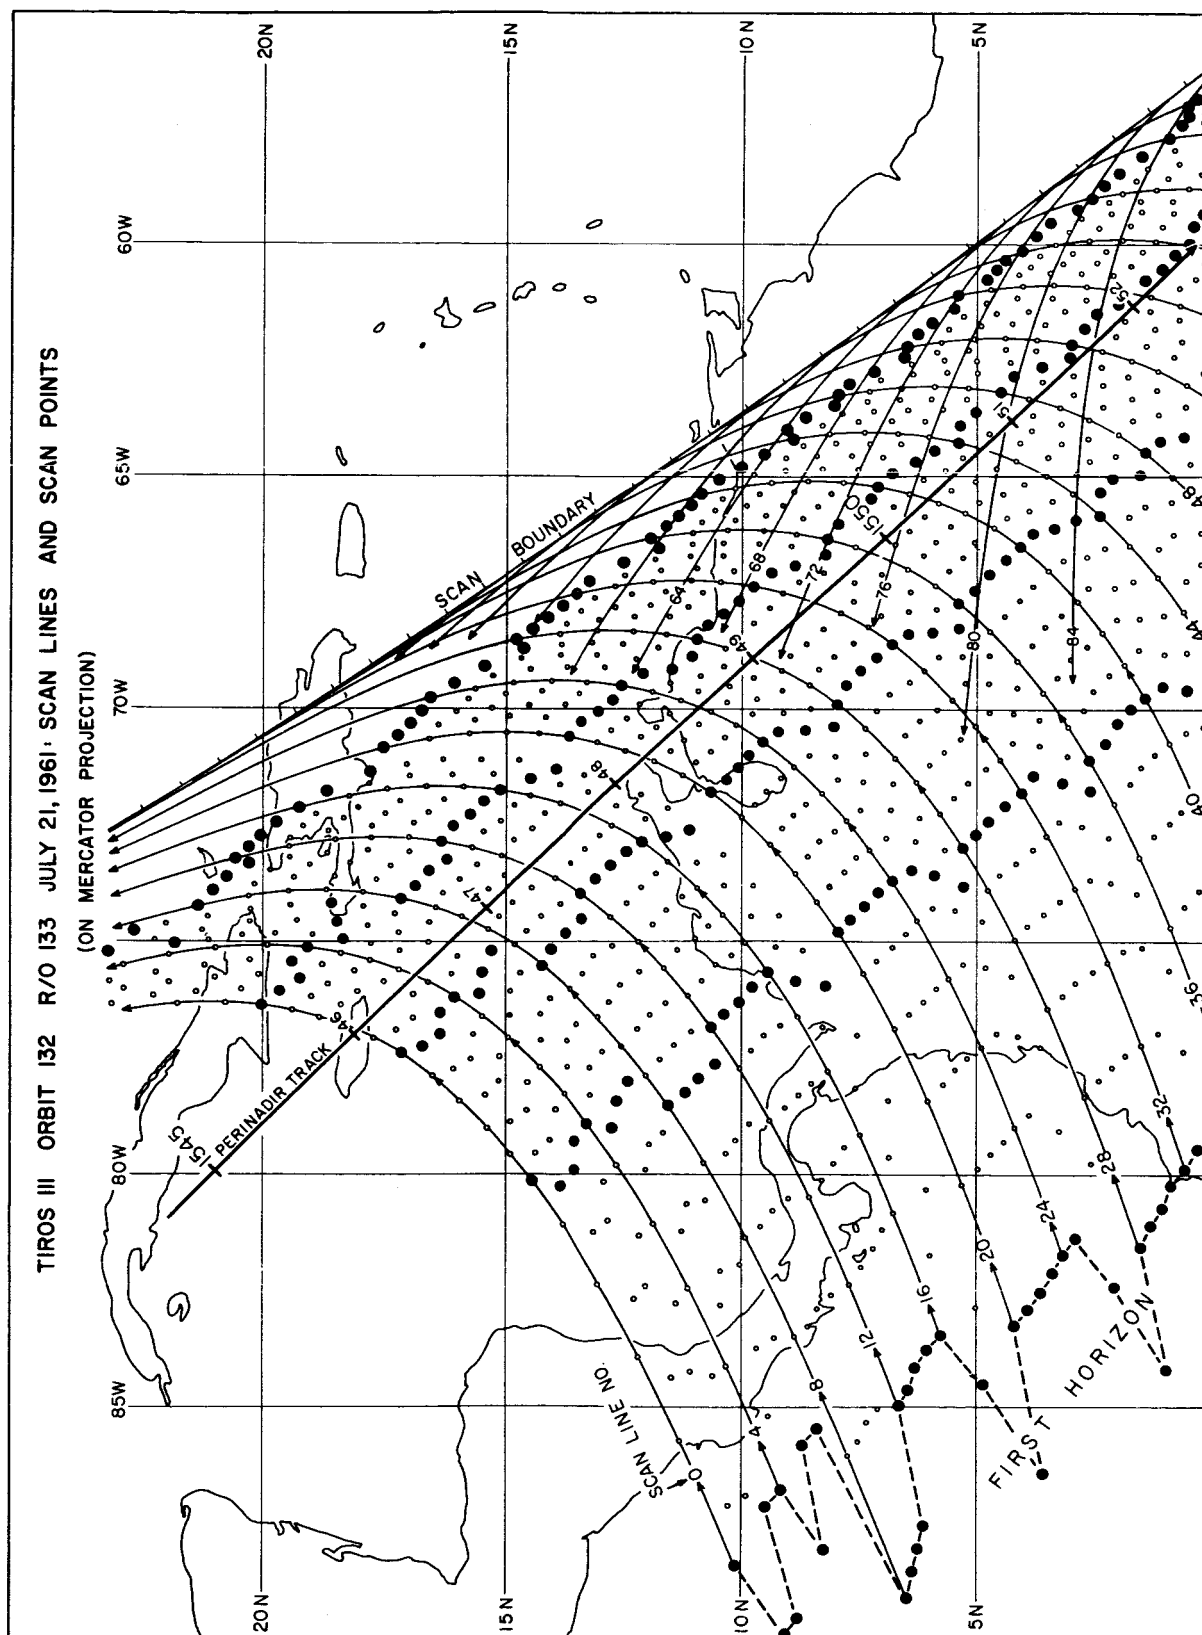 TIROS III ORBIT 132 R/O 133 JULY 21, 1961: SCAN LINES AND SCAN POINTS
(ON MERCATOR PROJECTION)
20N
15N
10N
5N
60W
65W
70W
80W
85W
SCAN BOUNDARY
1545
PERINADIR TRACK
46
47
48
49
1550
51
52
SCAN LINE NO.
0
4
8
12
16
20
24
28
32
36
40
44
48
64
68
72
76
80
84
FIRST HORIZON
20N
15N
10N
5N